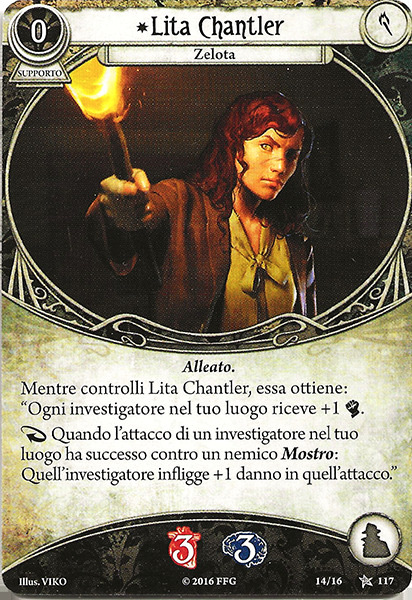 0
SUPPORTO
*Lita Chantler
Zelota
Alleato.
Mentre controlli Lita Chantler, essa ottiene:
“Ogni investigatore nel tuo luogo riceve +1 .
Quando l’attacco di un investigatore nel tuo
luogo ha successo contro un nemico Mostro:
Quell’investigatore infligge +1 danno in quell’attacco.”
3 3
Illus. VIKO © 2016 FFG 14/16 117